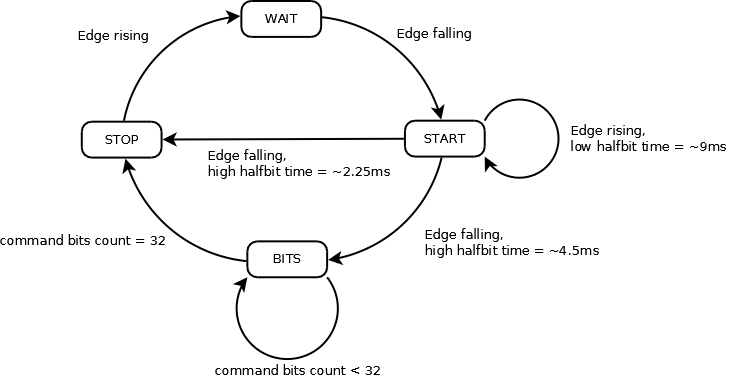 WAIT
Edge rising
Edge falling
STOP
START
Edge rising,
low halfbit time = ~9ms
Edge falling,
high halfbit time = ~2.25ms
command bits count = 32
Edge falling,
high halfbit time = ~4.5ms
BITS
command bits count < 32